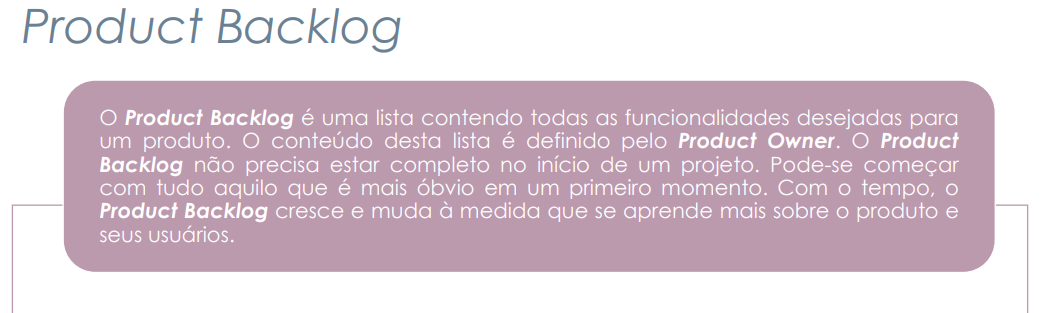 Product Backlog
O Product Backlog é uma lista contendo todas as funcionalidades desejadas para
um produto. O conteúdo desta lista é definido pelo Product Owner. O Product
Backlog não precisa estar completo no início de um projeto. Pode-se começar
com tudo aquilo que é mais óbvio em um primeiro momento. Com o tempo, o
Product Backlog cresce e muda à medida que se aprende mais sobre o produto e
seus usuários.